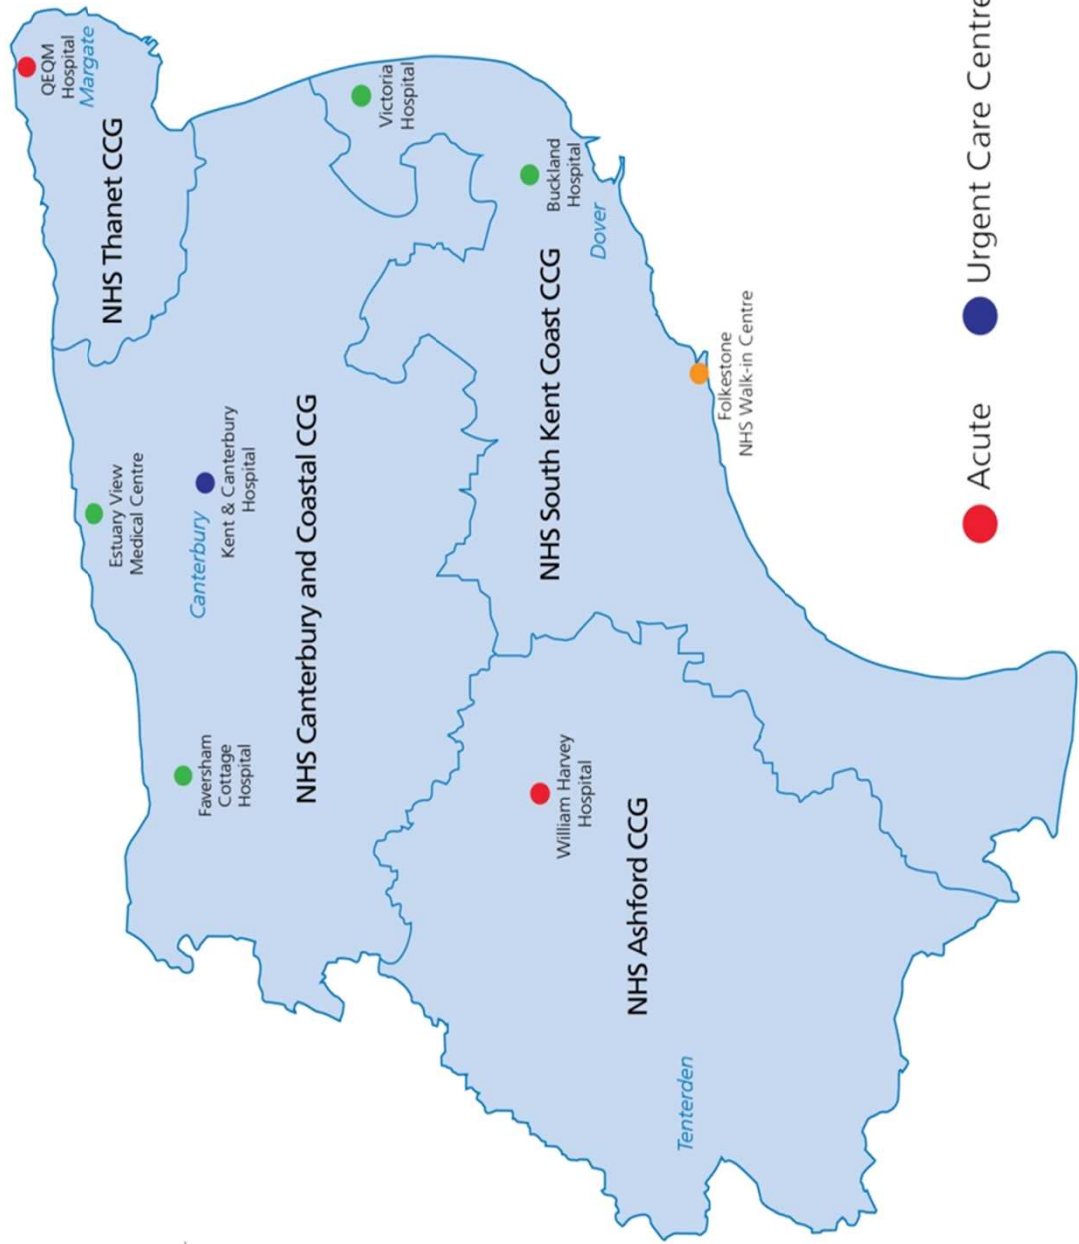 QEQM
Hospital
Margate
NHS Thanet CCG
Estuary View
Medical Centre
Canterbury
Kent & Canterbury
Hospital
Faversham
Cottage
Hospital
NHS Canterbury and Coastal CCG
Victoria
Hospital
Buckland
Hospital
Dover
NHS South Kent Coast CCG
William Harvey
Hospital
NHS Ashford CCG
Tenterden
Folkestone
NHS Walk-in Centre
Acute
Urgent Care Centre